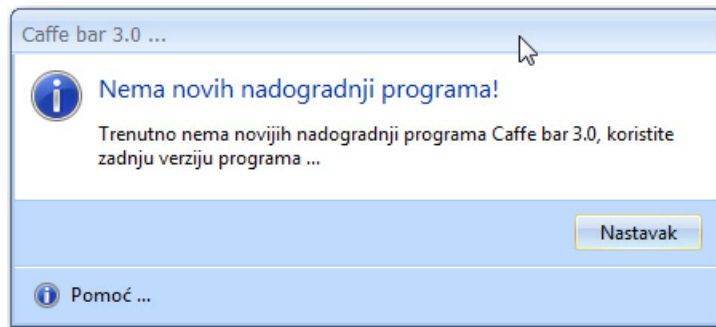 Caffe bar 3.0 ...
Nema novih nadogradnji programa!
Trenutno nema novijih nadogradnji programa Caffe bar 3.0, koristite
zadnju verziju programa ...
Nastavak
Pomoć ...